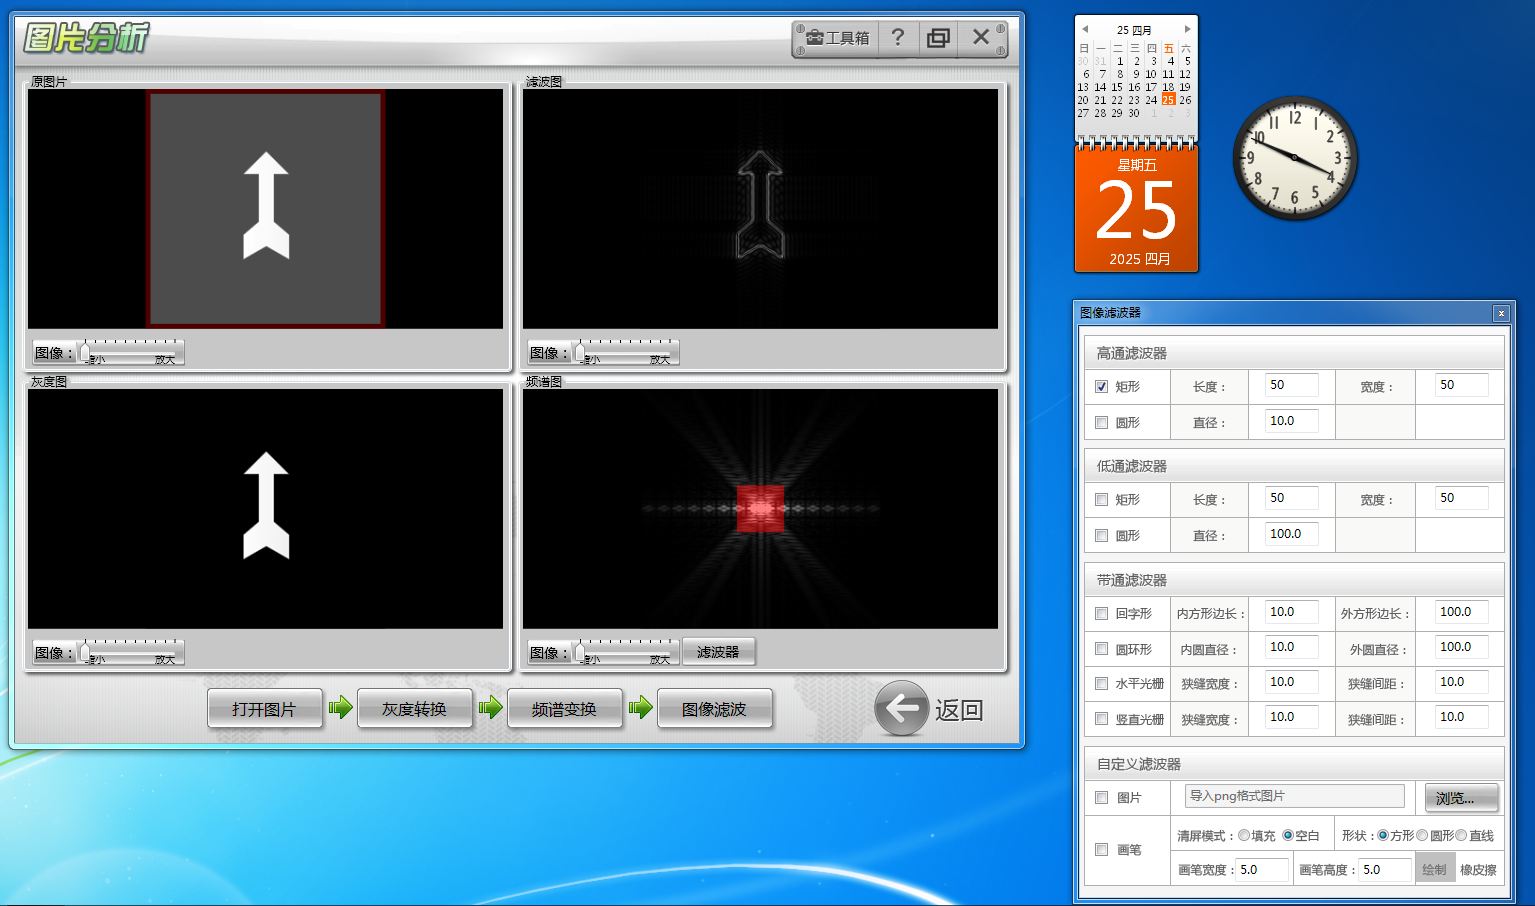 图片分析
工具箱
?
原图片
滤波图
图像：
缩小
放大
图像：
缩小
放大
灰度图
频谱图
图像：
缩小
放大
图像：
缩小
放大
滤波器
打开图片
灰度转换
频谱变换
图像滤波
返回
25 四月
日 一 二 三 四 五 六
30 31 1 2 3 4 5
6 7 8 9 10 11 12
13 14 15 16 17 18 19
20 21 22 23 24 25 26
27 28 29 30 1 2 3
星期五
25
2025 四月
12 1 2 3 4 5 6 7 8 9 10 11
图像滤波器
高通滤波器
矩形 长度： 50 宽度： 50
圆形 直径： 10.0
低通滤波器
矩形 长度： 50 宽度： 50
圆形 直径： 100.0
带通滤波器
回字形 内方形边长： 10.0 外方形边长： 100.0
圆环形 内圆直径： 10.0 外圆直径： 100.0
水平光栅 狭缝宽度： 10.0 狭缝间距： 10.0
竖直光栅 狭缝宽度： 10.0 狭缝间距： 10.0
自定义滤波器
图片 导入png格式图片 浏览...
画笔
清屏模式： 填充 空白 形状： 方形 圆形 直线
画笔宽度： 5.0 画笔高度： 5.0 绘制 橡皮擦